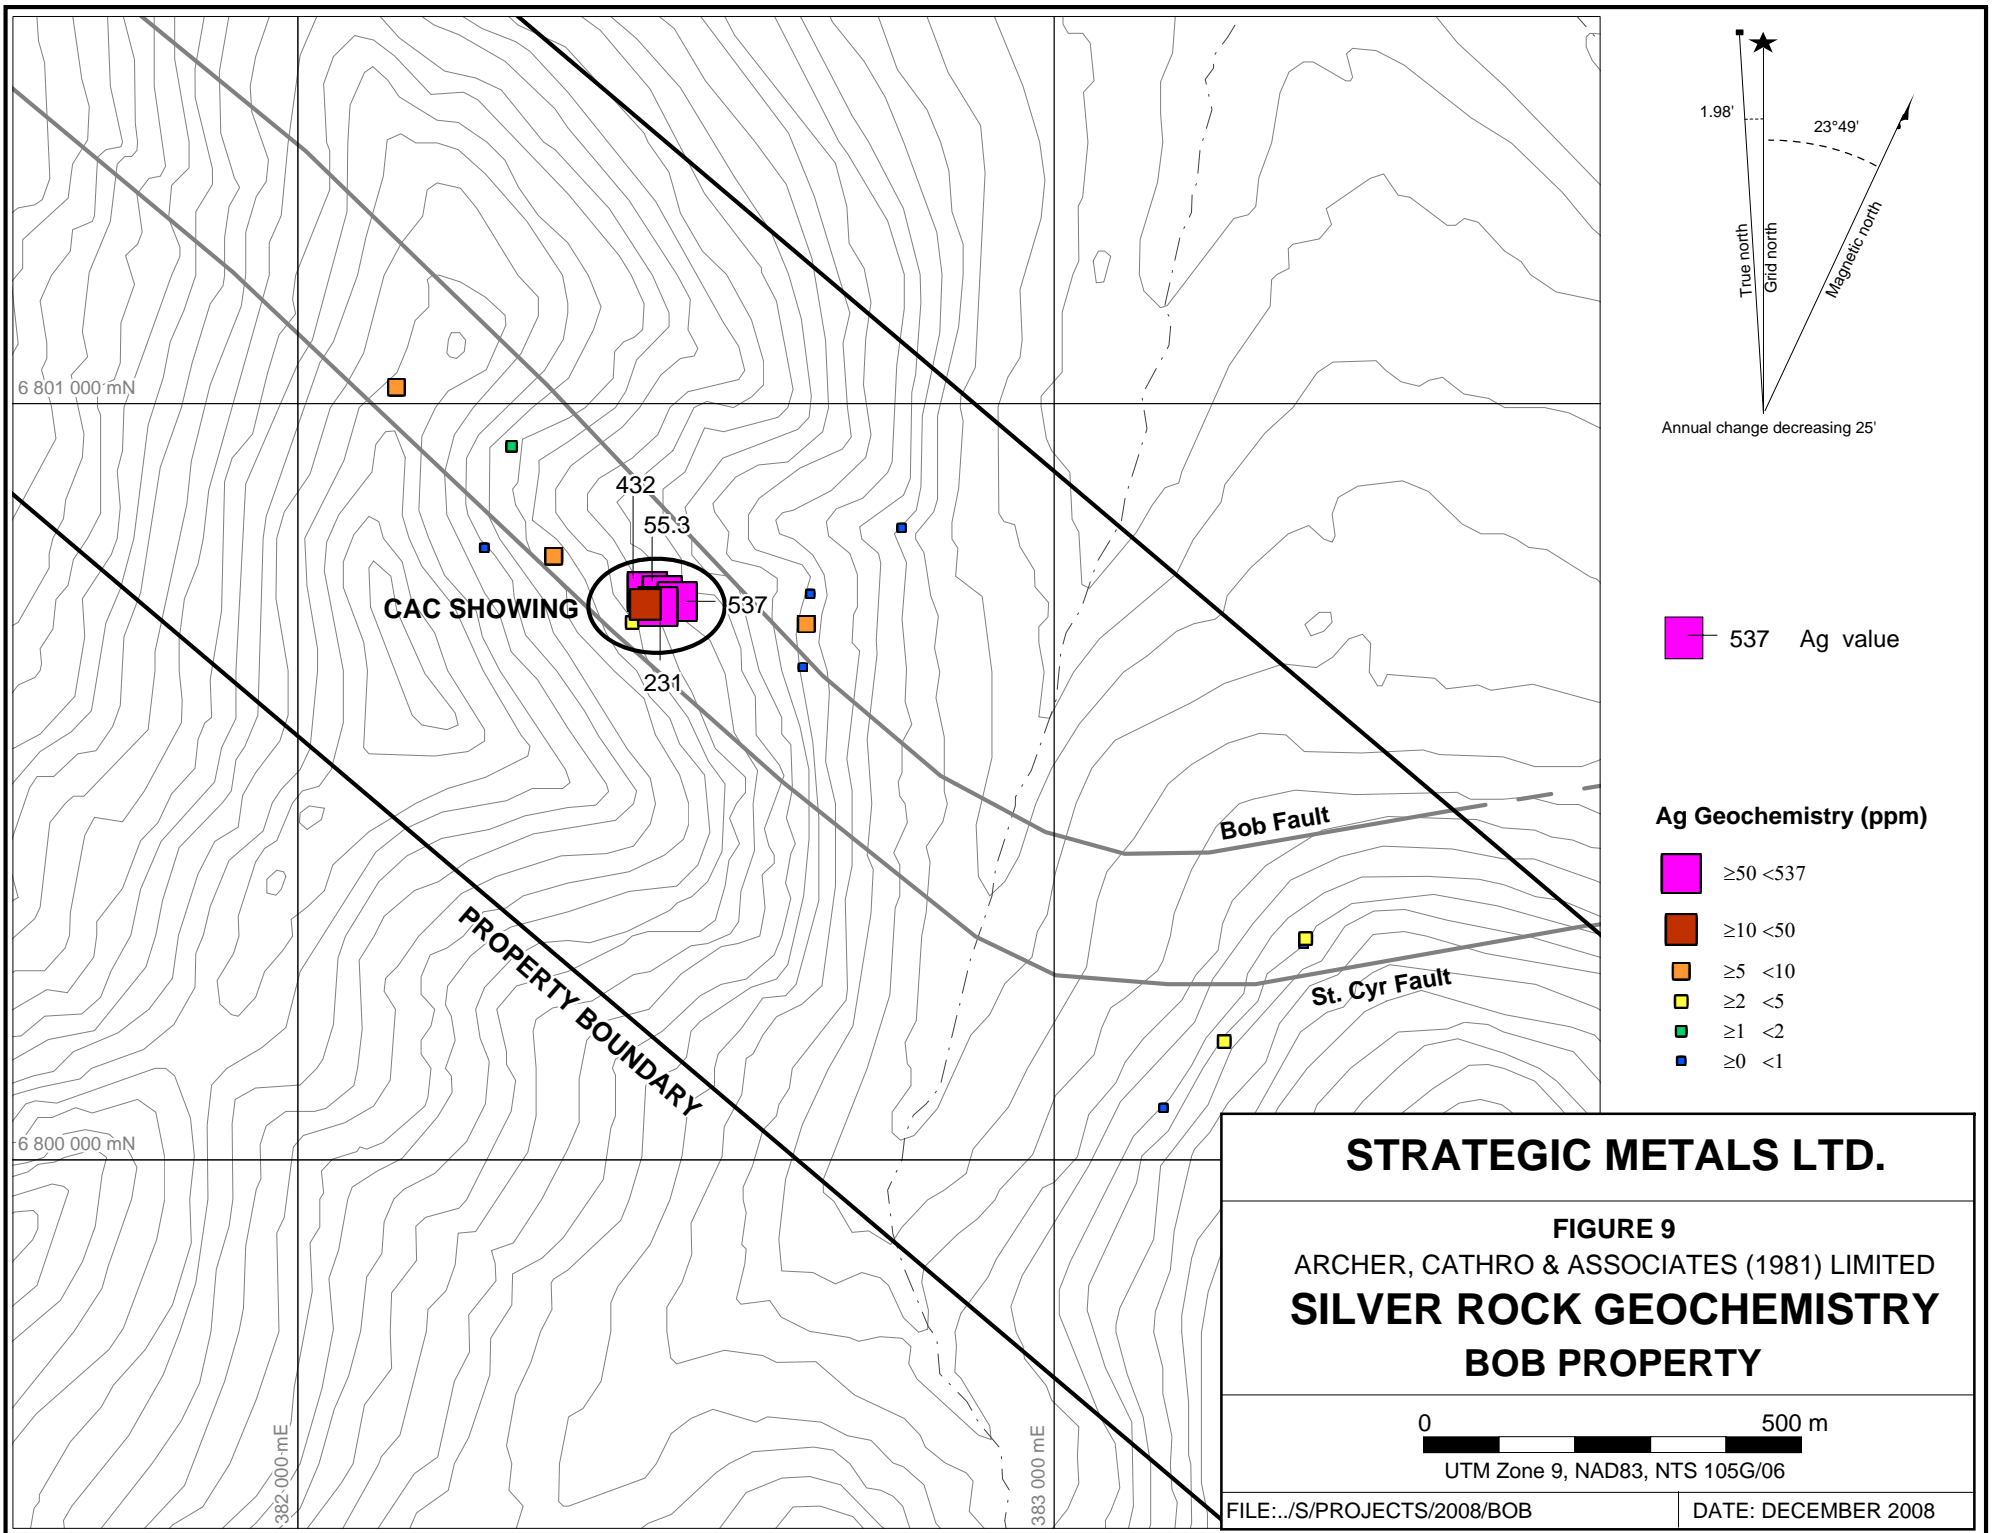 1.98'
23°49'
True north
Grid north
Magnetic north
Annual change decreasing 25'
6 801 000 mN
432
55.3
CAC SHOWING
537
231
537 Ag value
Bob Fault
St. Cyr Fault
PROPERTY BOUNDARY
Ag Geochemistry (ppm)
≥50 <537
≥10 <50
≥5 <10
≥2 <5
≥1 <2
≥0 <1
6 800 000 mN
382 000 mE
383 000 mE
STRATEGIC METALS LTD.
FIGURE 9
ARCHER, CATHRO & ASSOCIATES (1981) LIMITED
SILVER ROCK GEOCHEMISTRY
BOB PROPERTY
0 500 m
UTM Zone 9, NAD83, NTS 105G/06
FILE:../S/PROJECTS/2008/BOB
DATE: DECEMBER 2008